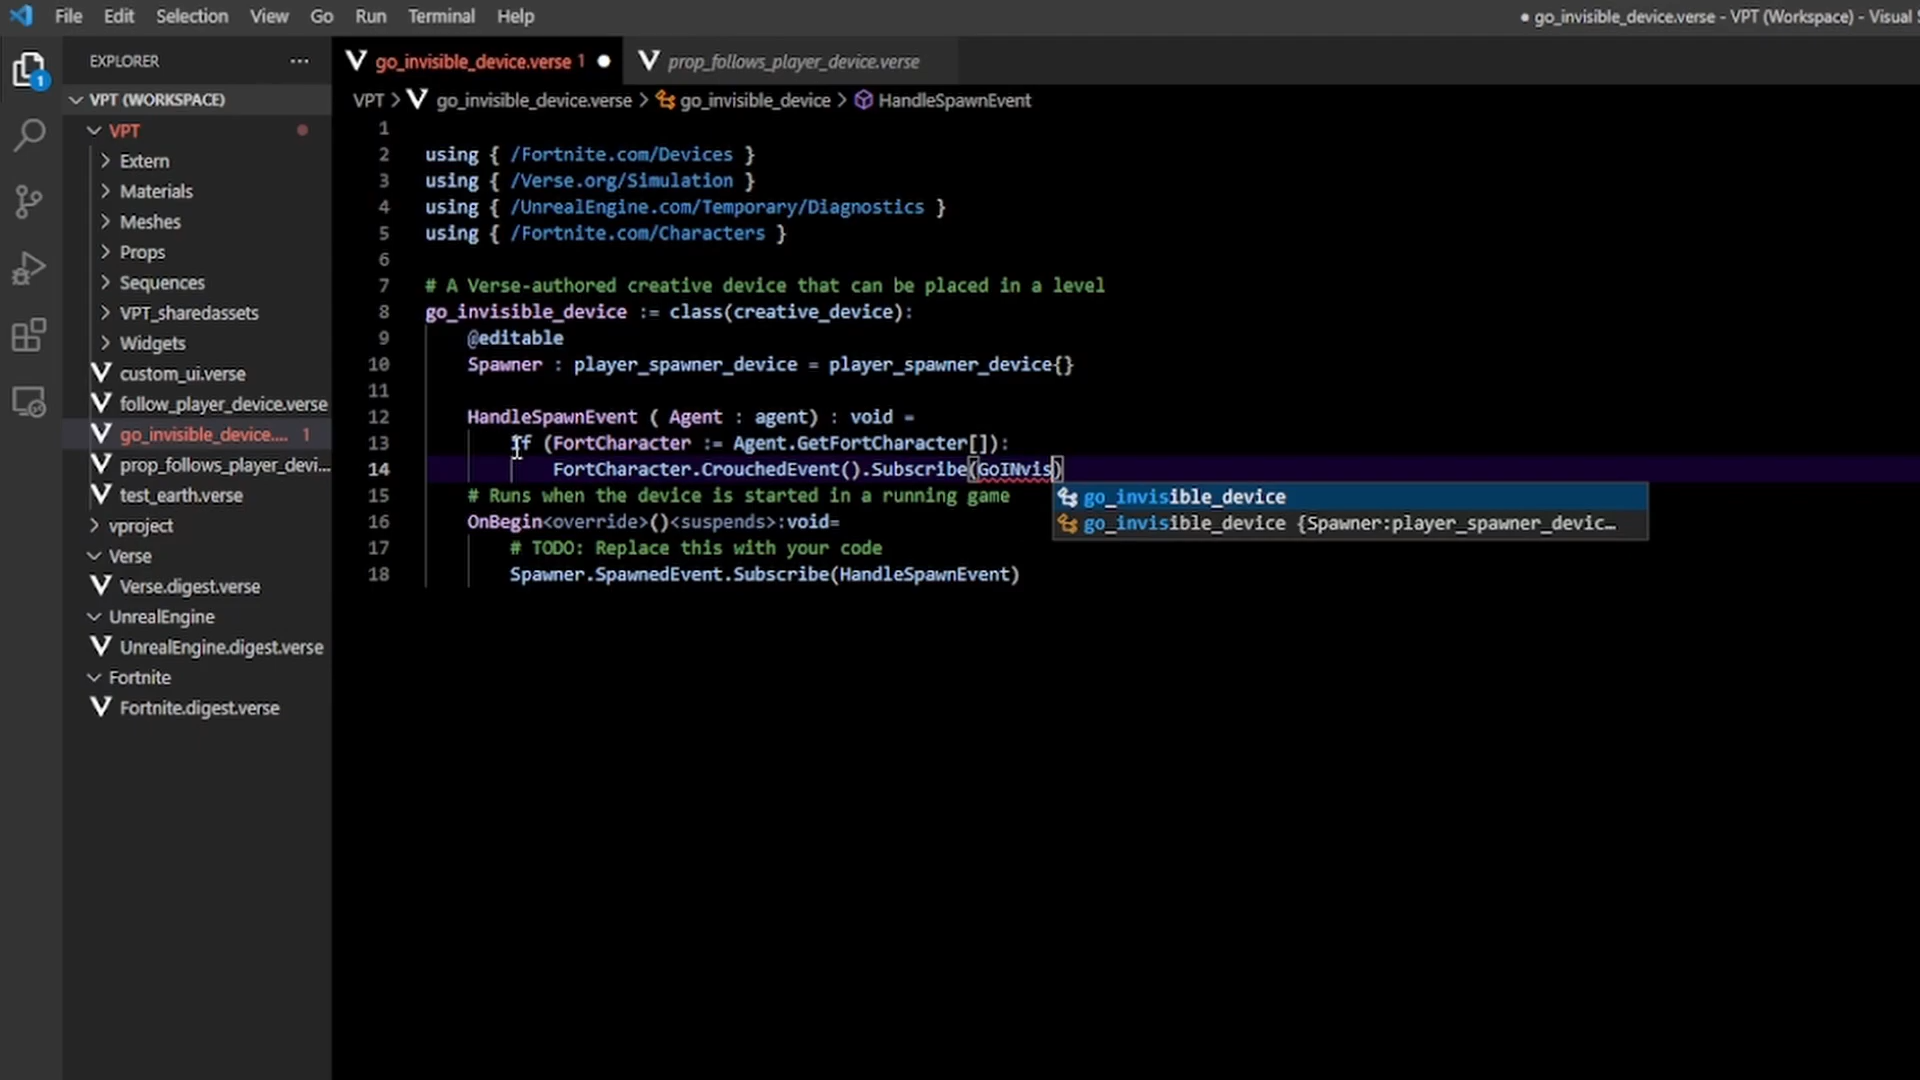 File Edit Selection View Go Run Terminal Help
● go_invisible_device.verse - VPT (Workspace) - Visual S
EXPLORER ···
1
VPT (WORKSPACE)
VPT
Extern
Materials
Meshes
Props
Sequences
VPT_sharedassets
Widgets
custom_ui.verse
follow_player_device.verse
go_invisible_device.... 1
prop_follows_player_devi...
test_earth.verse
vproject
Verse
Verse.digest.verse
UnrealEngine
UnrealEngine.digest.verse
Fortnite
Fortnite.digest.verse
go_invisible_device.verse 1 ● prop_follows_player_device.verse
VPT > go_invisible_device.verse > go_invisible_device > HandleSpawnEvent
1
2 using { /Fortnite.com/Devices }
3 using { /Verse.org/Simulation }
4 using { /UnrealEngine.com/Temporary/Diagnostics }
5 using { /Fortnite.com/Characters }
6
7 # A Verse-authored creative device that can be placed in a level
8 go_invisible_device := class(creative_device):
9 @editable
10 Spawner : player_spawner_device = player_spawner_device{}
11
12 HandleSpawnEvent ( Agent : agent) : void =
13 if (FortCharacter := Agent.GetFortCharacter[]):
14 FortCharacter.CrouchedEvent().Subscribe(GoINvis)
15 # Runs when the device is started in a running game
16 OnBegin<override>()<suspends>:void=
17 # TODO: Replace this with your code
18 Spawner.SpawnedEvent.Subscribe(HandleSpawnEvent)
go_invisible_device
go_invisible_device {Spawner:player_spawner_devic…